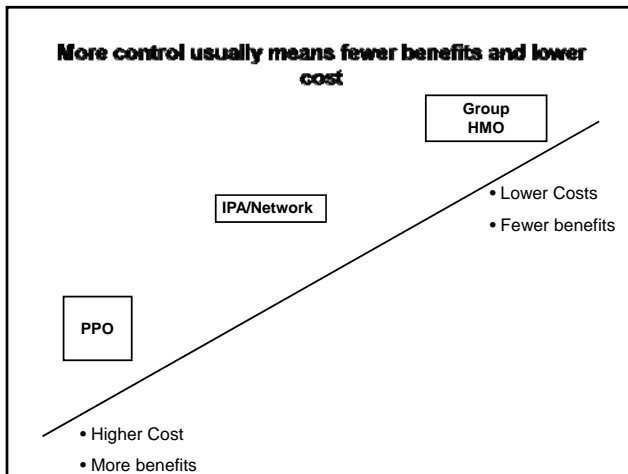 More control usually means fewer benefits and lower
cost
Group
HMO
• Lower Costs
IPA/Network
• Fewer benefits
PPO
• Higher Cost
• More benefits